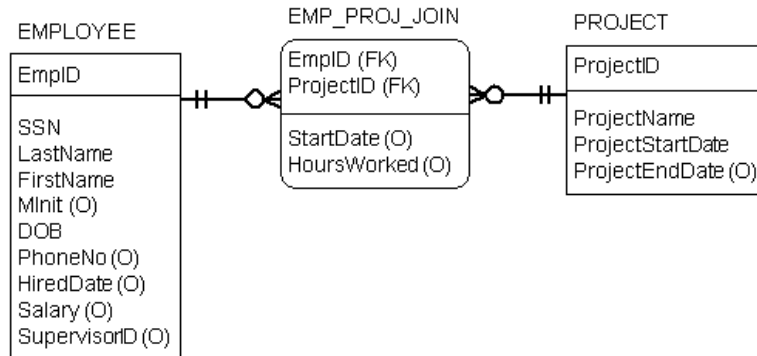 EMPLOYEE
EmpID
SSN
LastName
FirstName
MInit (O)
DOB
PhoneNo (O)
HiredDate (O)
Salary (O)
SupervisorID (O)
EMP_PROJ_JOIN
EmpID (FK)
ProjectID (FK)
StartDate (O)
HoursWorked (O)
PROJECT
ProjectID
ProjectName
ProjectStartDate
ProjectEndDate (O)